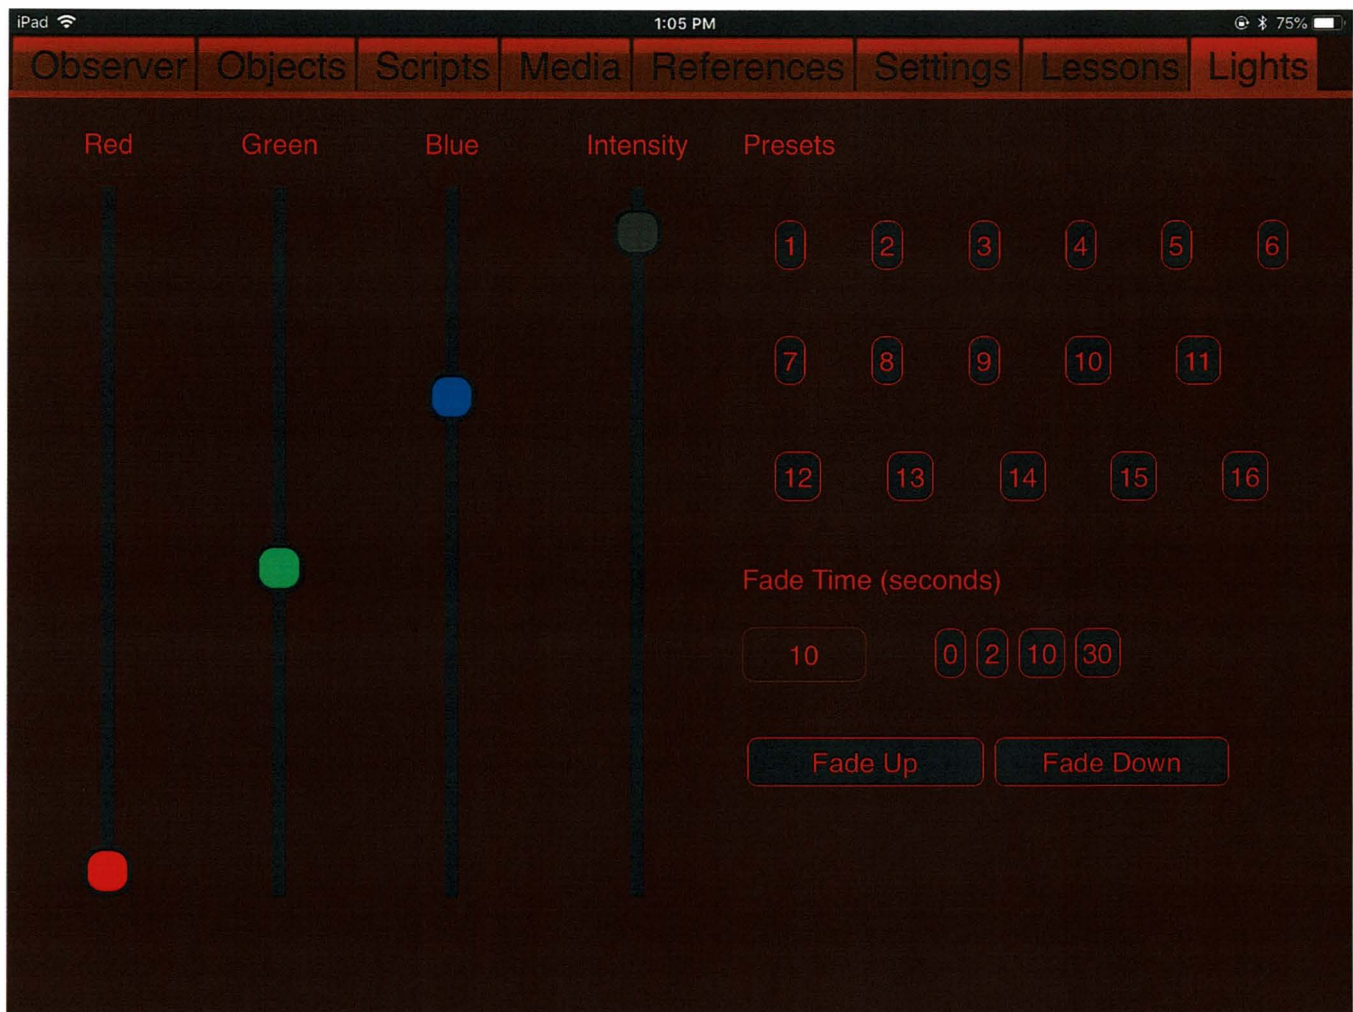 iPad 1:05 PM 75%
Observer Objects Scripts Media References Settings Lessons Lights
Red Green Blue Intensity Presets
1 2 3 4 5 6
7 8 9 10 11
12 13 14 15 16
Fade Time (seconds)
10 0 2 10 30
Fade Up Fade Down